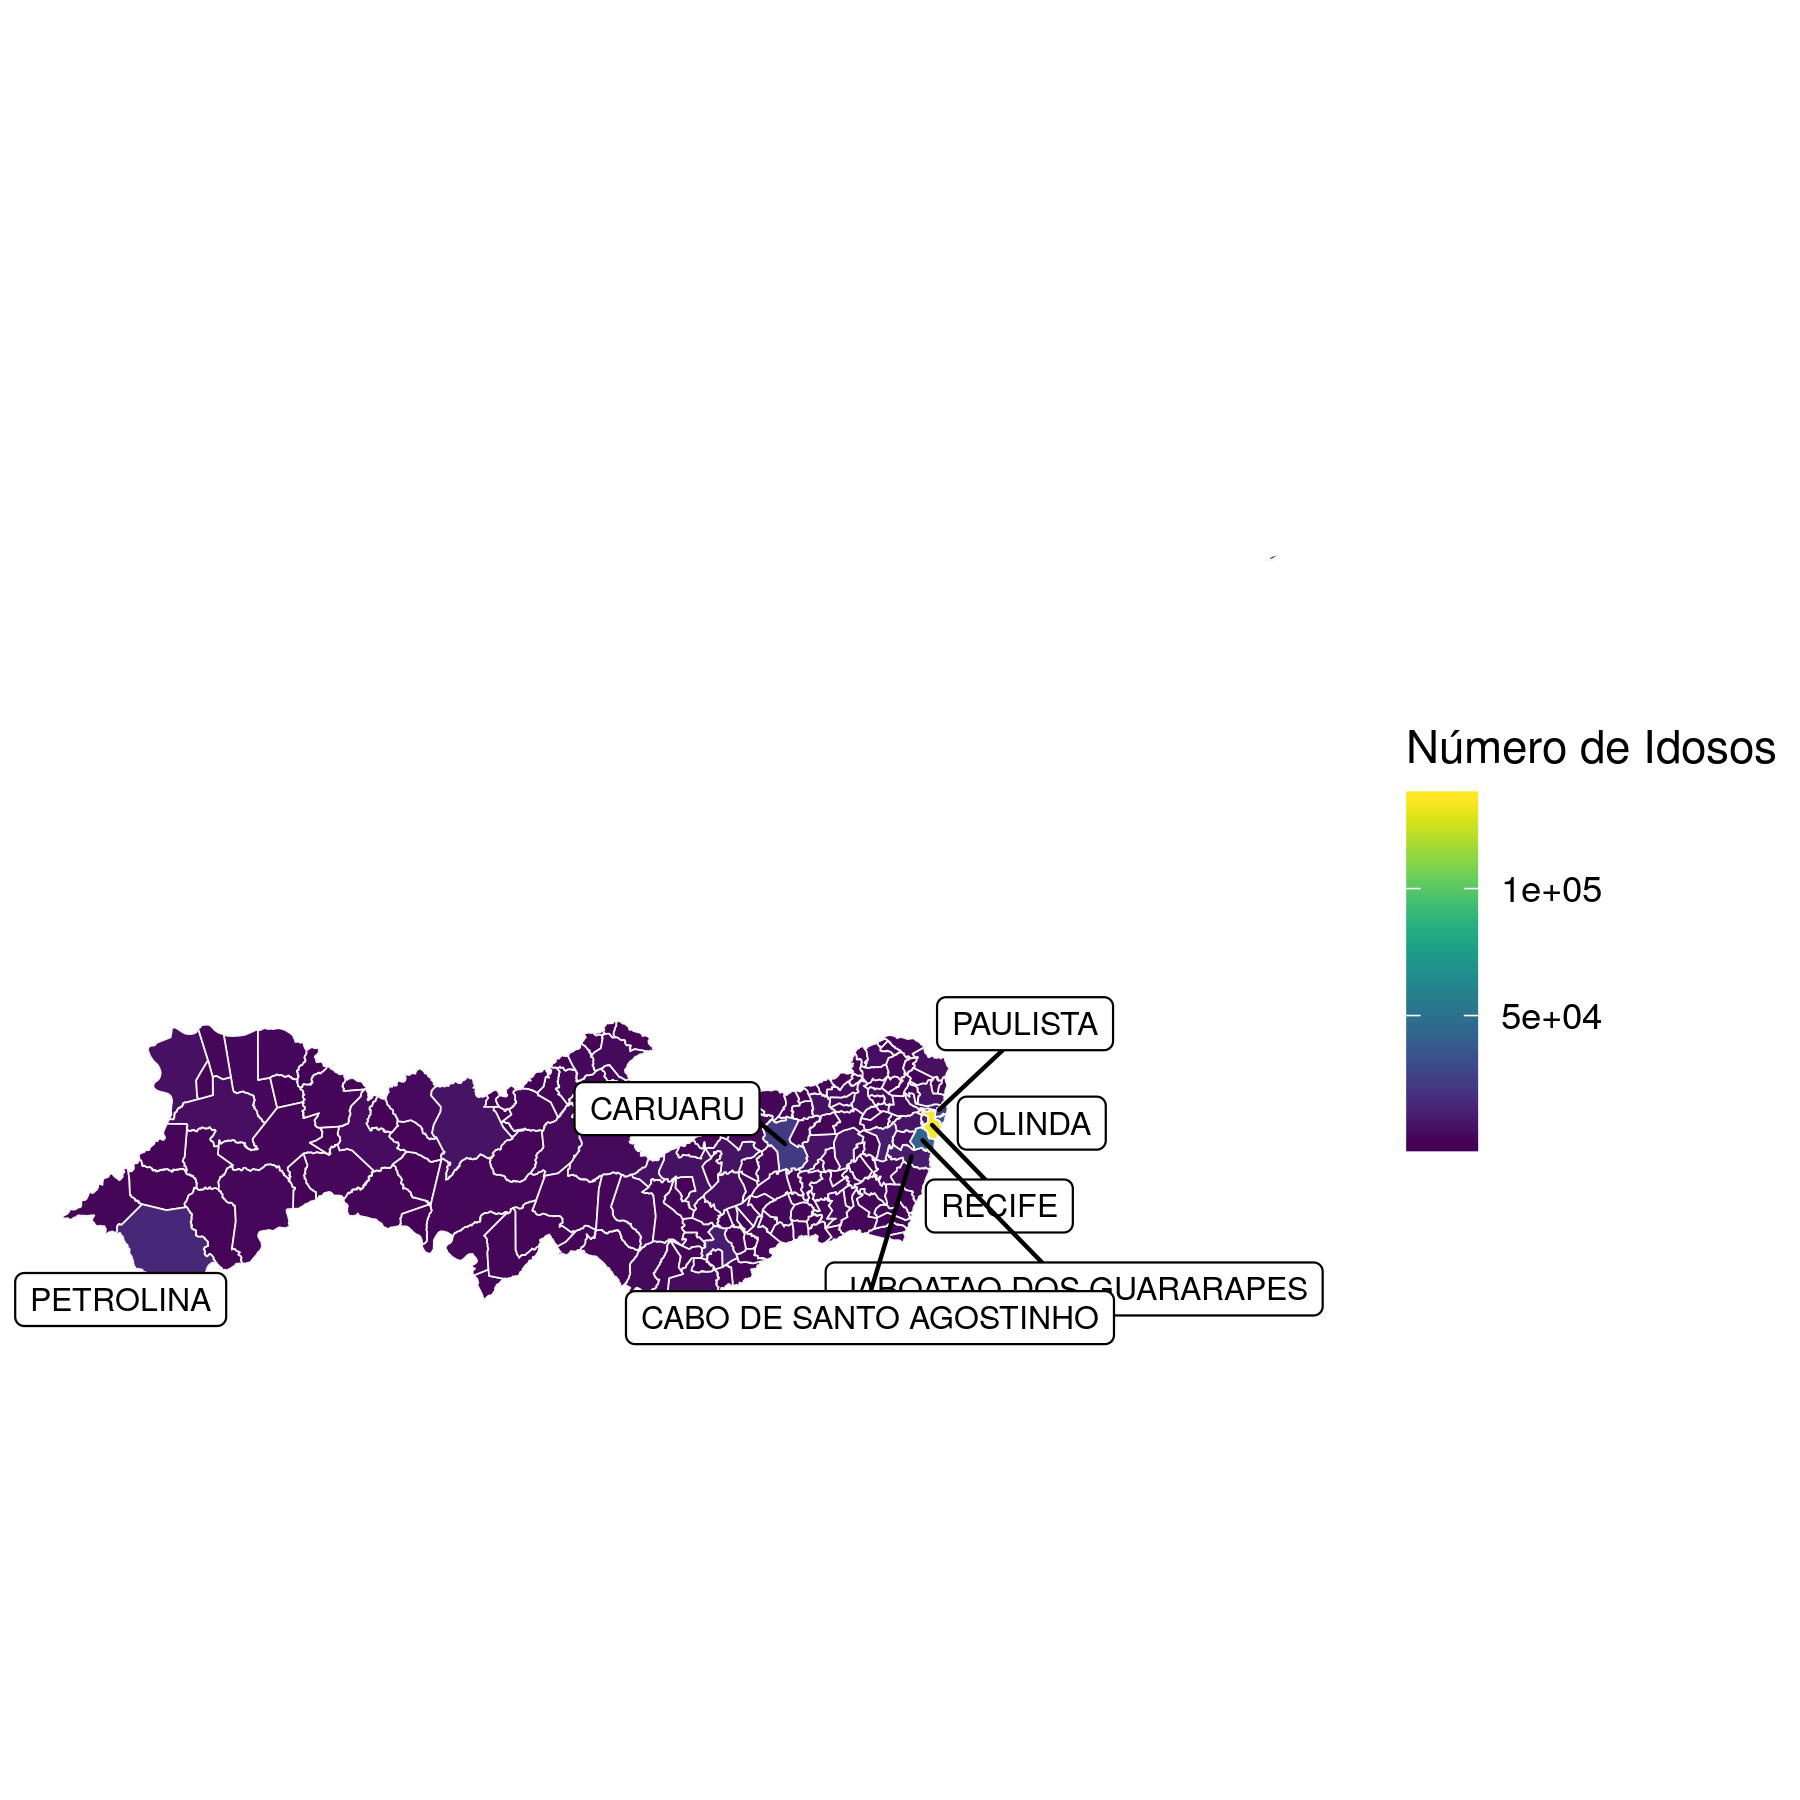 Número de Idosos
1e+05
5e+04
PAULISTA
CARUARU
OLINDA
RECIFE
JABOATAO DOS GUARARAPES
PETROLINA
CABO DE SANTO AGOSTINHO